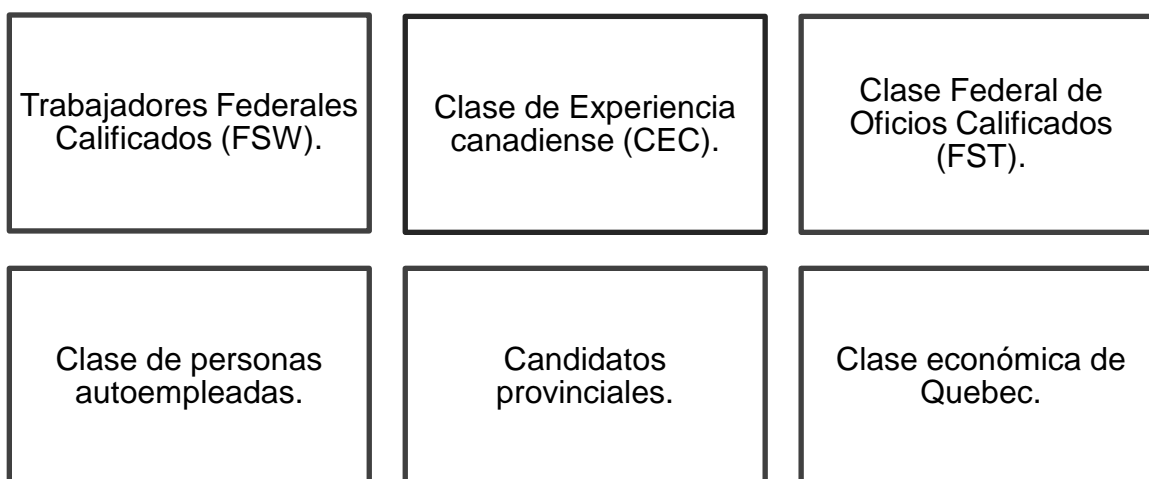 Trabajadores Federales
Calificados (FSW).
Clase de Experiencia
canadiense (CEC).
Clase Federal de
Oficios Calificados
(FST).
Clase de personas
autoempleadas.
Candidatos
provinciales.
Clase económica de
Quebec.